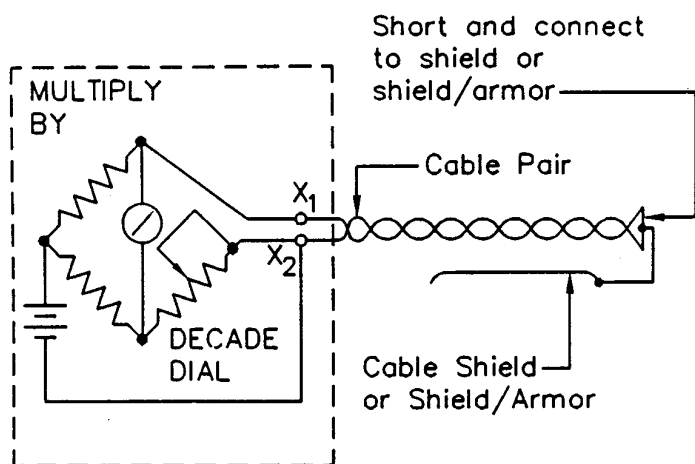 Short and connect
to shield or
shield/armor
MULTIPLY
BY
Cable Pair
X1
X2
DECADE
DIAL
Cable Shield
or Shield/Armor